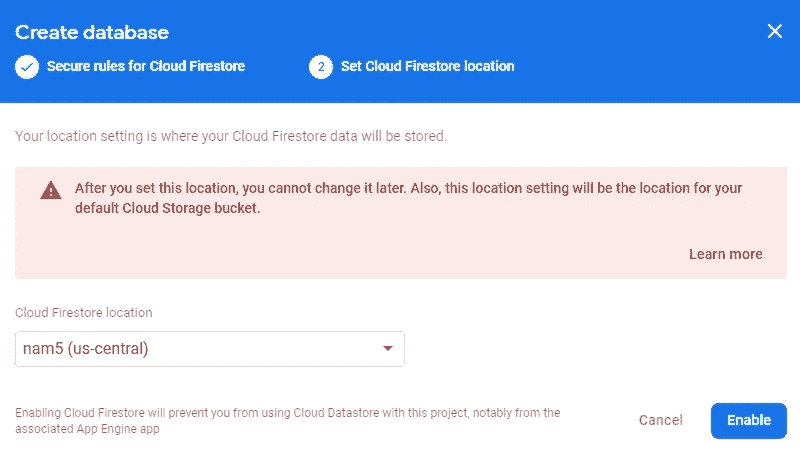 Create database
Secure rules for Cloud Firestore
2 Set Cloud Firestore location
Your location setting is where your Cloud Firestore data will be stored.
After you set this location, you cannot change it later. Also, this location setting will be the location for your
default Cloud Storage bucket.
Learn more
Cloud Firestore location
nam5 (us-central)
Enabling Cloud Firestore will prevent you from using Cloud Datastore with this project, notably from the
associated App Engine app
Cancel
Enable